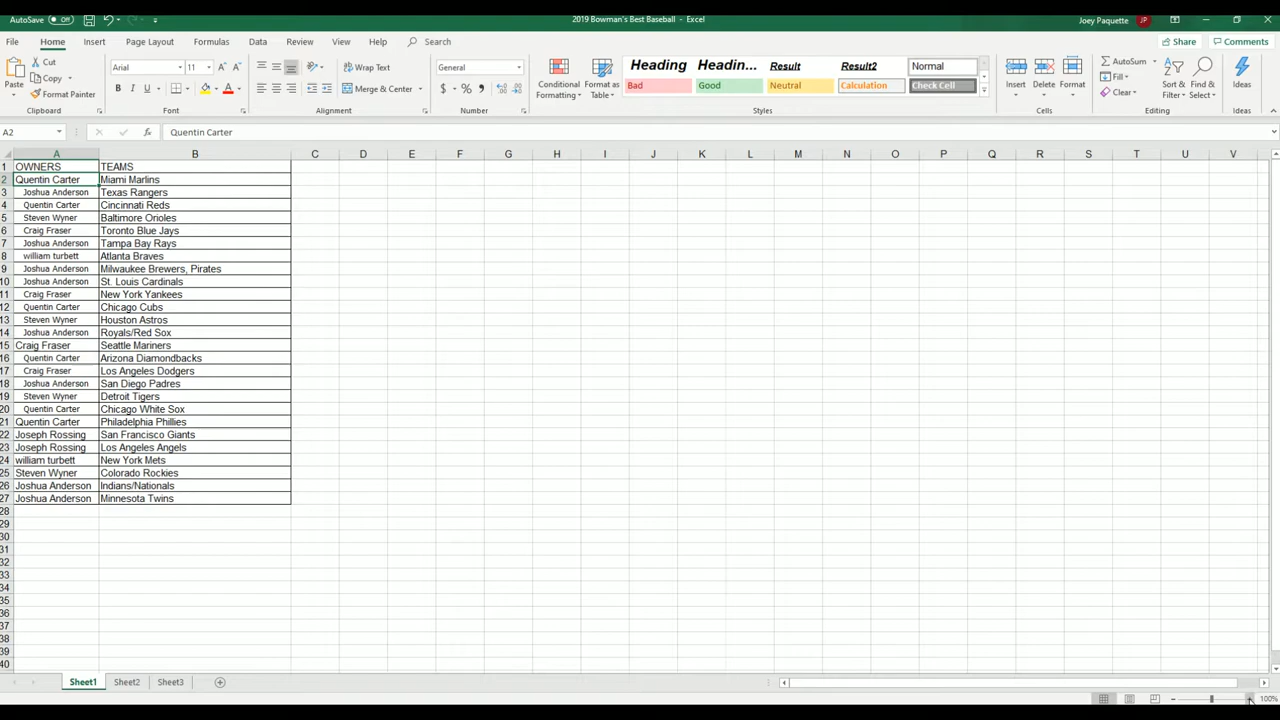 AutoSave Off 2019 Bowman's Best Baseball - Excel Joey Paquette JP
File Home Insert Page Layout Formulas Data Review View Help Search Share Comments
Paste Cut Copy Format Painter Clipboard
Arial 11 A A B I U A Font
Wrap Text Merge & Center Alignment
General $ % , Number
Conditional Formatting Format as Table
Heading Headin... Result Result2 Normal
Bad Good Neutral Calculation Check Cell
Styles
Insert Delete Format Cells
AutoSum Fill Clear Sort & Filter Find & Select Editing
Ideas Ideas
A2 fx Quentin Carter
A B C D E F G H I J K L M N O P Q R S T U V
1 OWNERS TEAMS
2 Quentin Carter Miami Marlins
3 Joshua Anderson Texas Rangers
4 Quentin Carter Cincinnati Reds
5 Steven Wyner Baltimore Orioles
6 Craig Fraser Toronto Blue Jays
7 Joshua Anderson Tampa Bay Rays
8 william turbett Atlanta Braves
9 Joshua Anderson Milwaukee Brewers, Pirates
10 Joshua Anderson St. Louis Cardinals
11 Craig Fraser New York Yankees
12 Quentin Carter Chicago Cubs
13 Steven Wyner Houston Astros
14 Joshua Anderson Royals/Red Sox
15 Craig Fraser Seattle Mariners
16 Quentin Carter Arizona Diamondbacks
17 Craig Fraser Los Angeles Dodgers
18 Joshua Anderson San Diego Padres
19 Steven Wyner Detroit Tigers
20 Quentin Carter Chicago White Sox
21 Quentin Carter Philadelphia Phillies
22 Joseph Rossing San Francisco Giants
23 Joseph Rossing Los Angeles Angels
24 william turbett New York Mets
25 Steven Wyner Colorado Rockies
26 Joshua Anderson Indians/Nationals
27 Joshua Anderson Minnesota Twins
28
29
30
31
32
33
34
35
36
37
38
39
40
Sheet1 Sheet2 Sheet3
100%